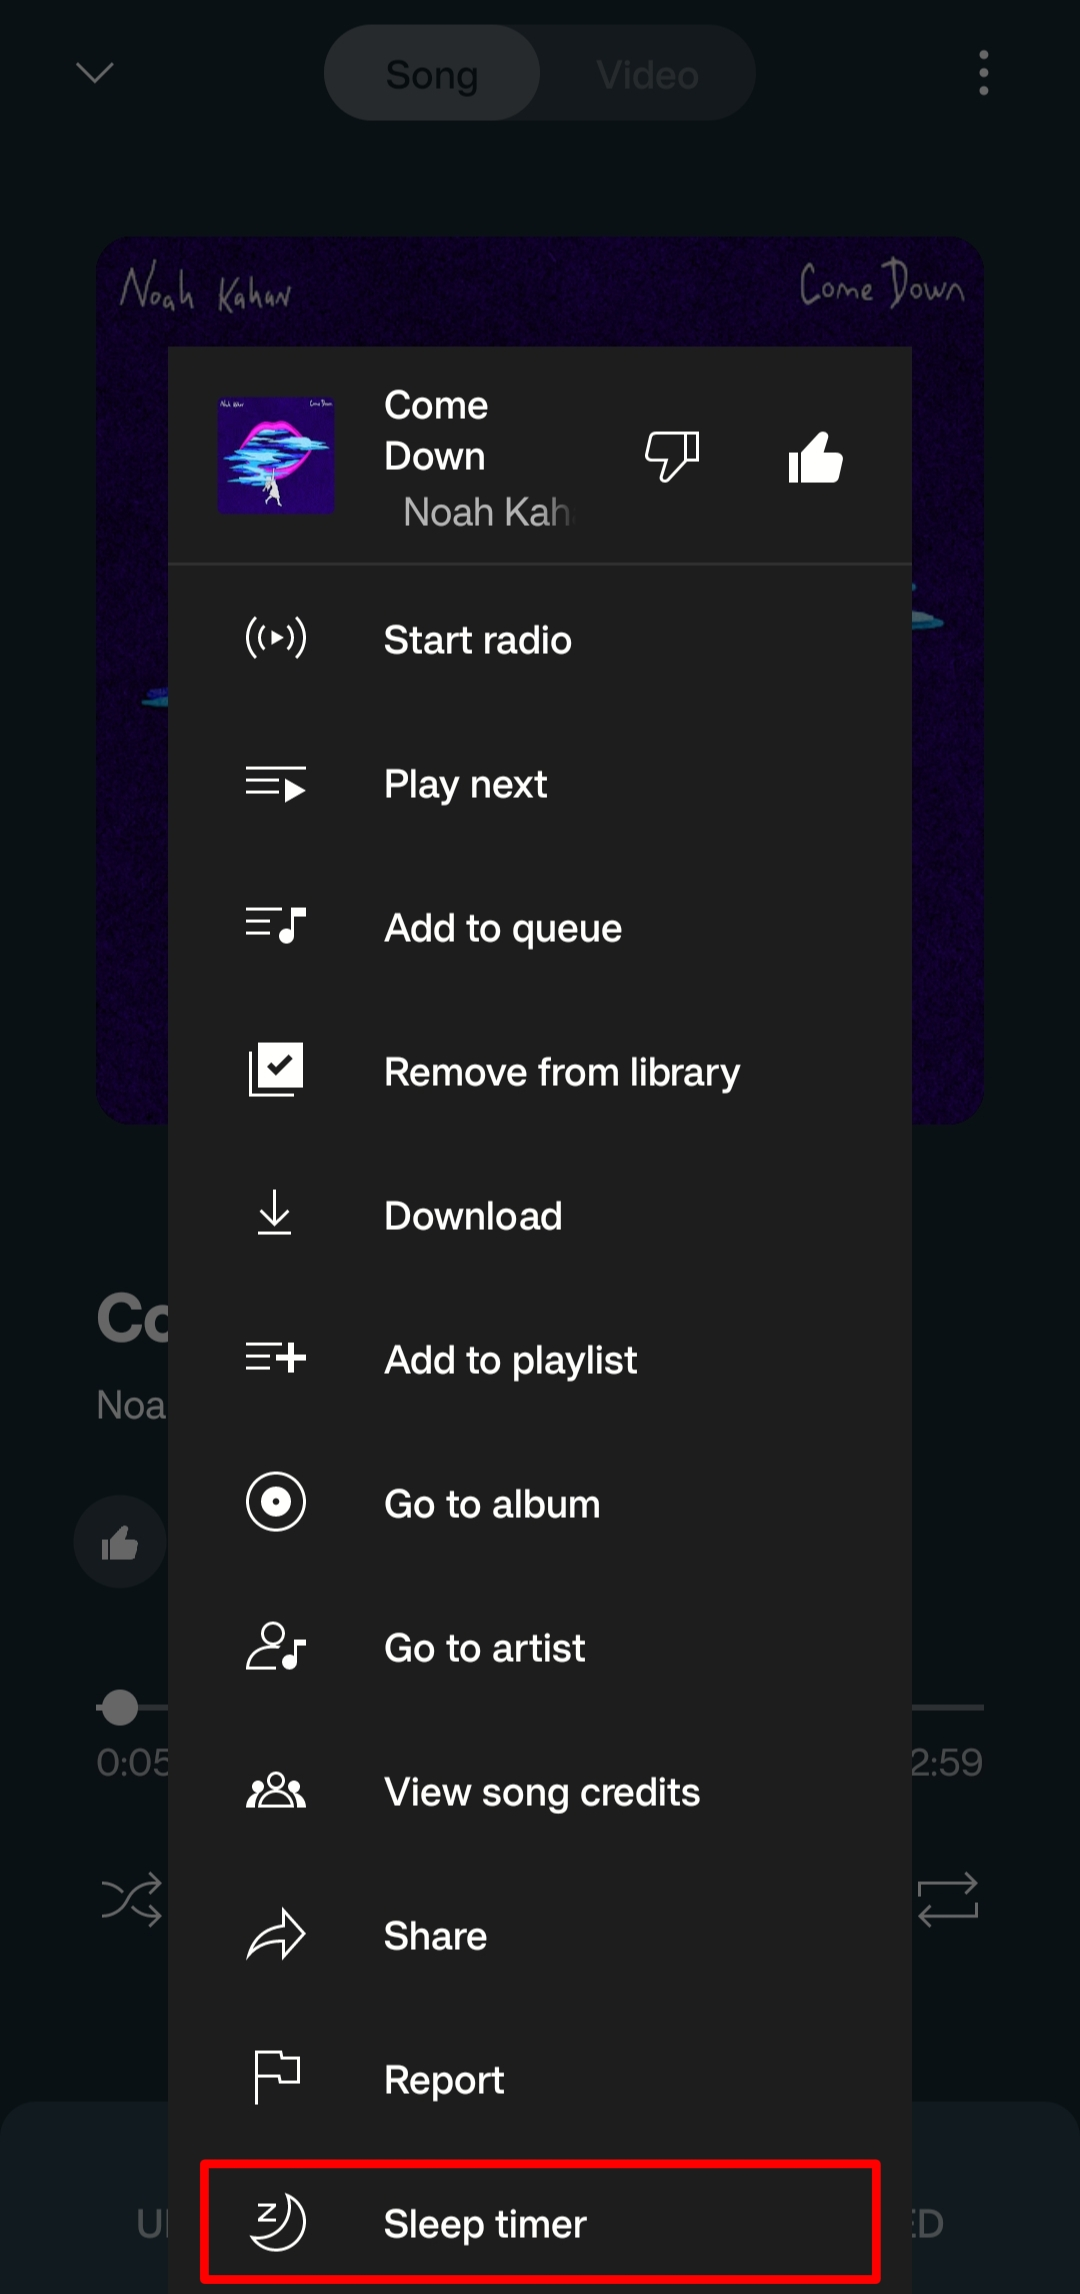 Song Video
Noah Kahan Come Down
Come
Down
Noah Kah
Start radio
Play next
Add to queue
Remove from library
Download
Add to playlist
Co
Noa
Go to album
Go to artist
0:05 2:59
View song credits
Share
Report
Sleep timer
U ED